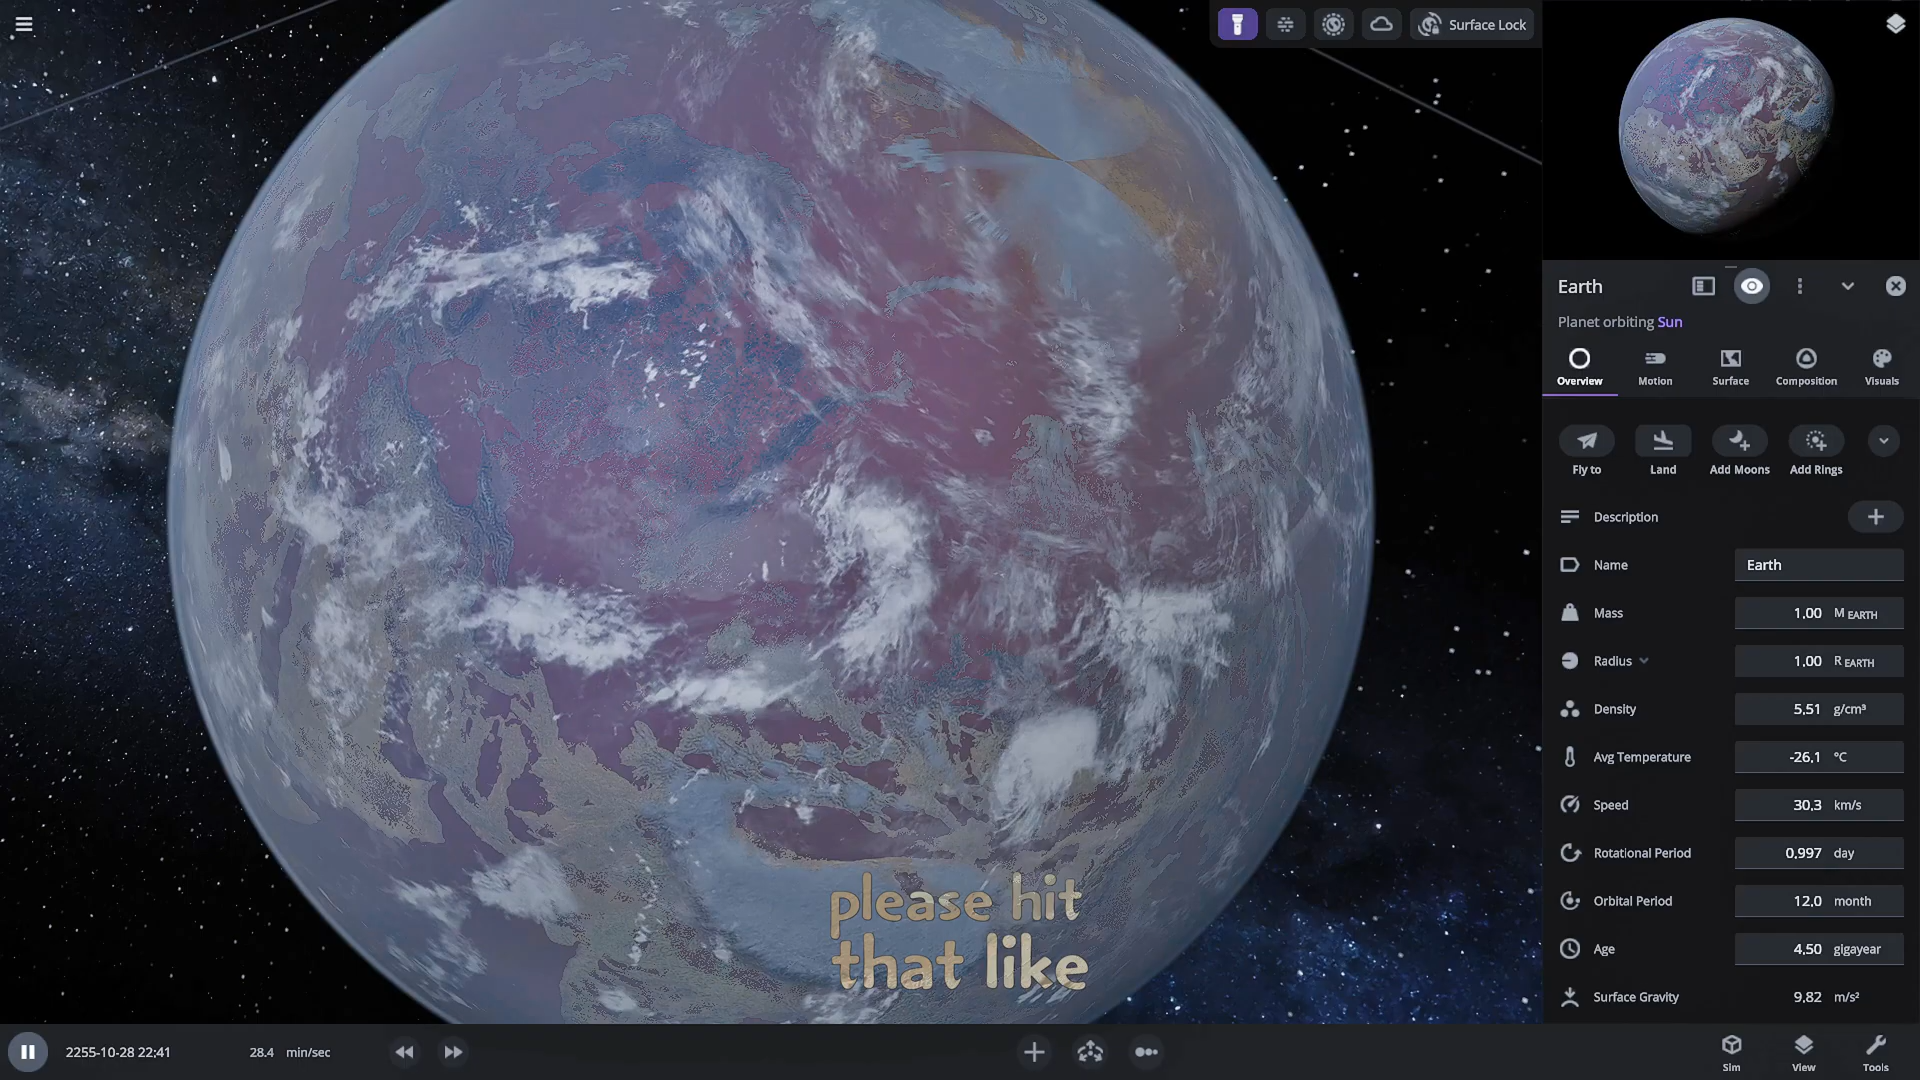 Surface Lock
Earth
Planet orbiting Sun
Overview
Motion
Surface
Composition
Visuals
Fly to
Land
Add Moons
Add Rings
Description
Name
Earth
Mass
1,00 M EARTH
Radius
1,00 R EARTH
Density
5,51 g/cm³
Avg Temperature
-26,1 °C
Speed
30,3 km/s
Rotational Period
0,997 day
Orbital Period
12,0 month
Age
4,50 gigayear
Surface Gravity
9,82 m/s²
please hit
that like
2255-10-28 22:41
28.4 min/sec
Sim
View
Tools